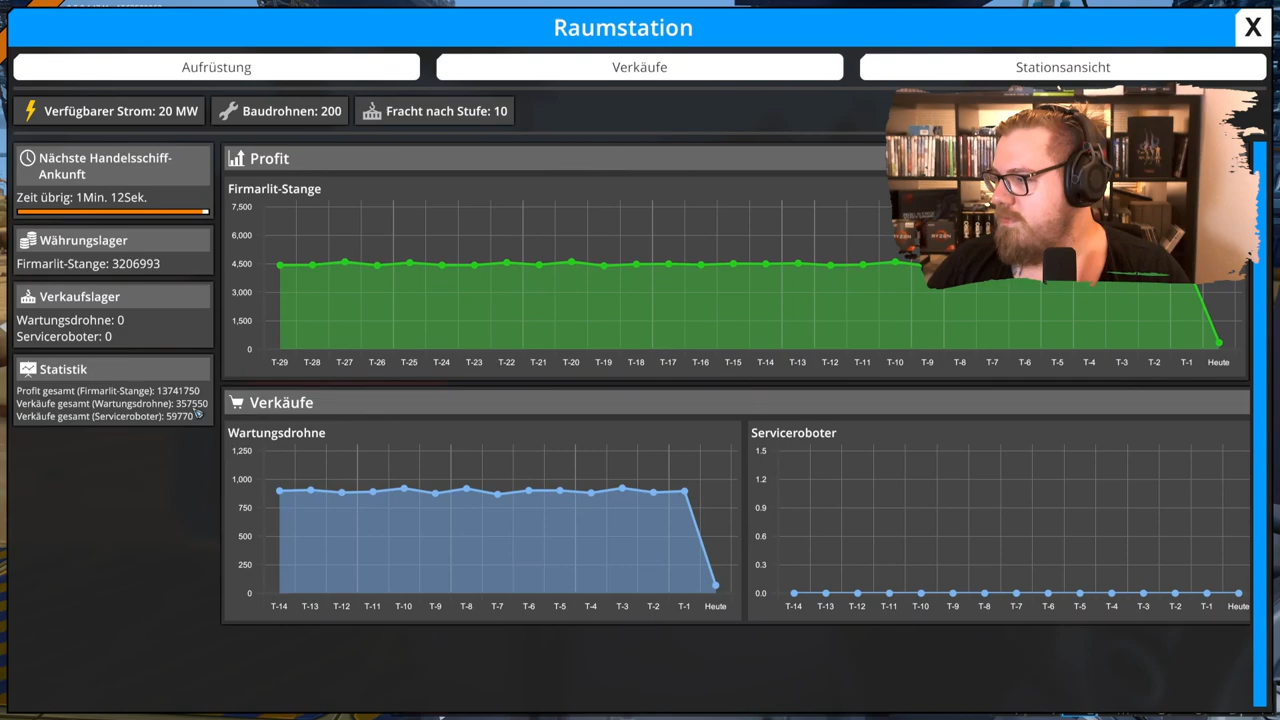 Raumstation
X
Aufrüstung
Verkäufe
Stationsansicht
Verfügbarer Strom: 20 MW
Baudrohnen: 200
Fracht nach Stufe: 10
Nächste Handelsschiff-
Ankunft
Zeit übrig: 1Min. 12Sek.
Währungslager
Firmarlit-Stange: 3206993
Verkaufslager
Wartungsdrohne: 0
Serviceroboter: 0
Statistik
Profit gesamt (Firmarlit-Stange): 13741750
Verkäufe gesamt (Wartungsdrohne): 357550
Verkäufe gesamt (Serviceroboter): 59770
Profit
Firmarlit-Stange
7,500
6,000
4,500
3,000
1,500
0
T-29 T-28 T-27 T-26 T-25 T-24 T-23 T-22 T-21 T-20 T-19 T-18 T-17 T-16 T-15 T-14 T-13 T-12 T-11 T-10 T-9 T-8 T-7 T-6 T-5 T-4 T-3 T-2 T-1 Heute
Verkäufe
Wartungsdrohne
1,250
1,000
750
500
250
0
T-14 T-13 T-12 T-11 T-10 T-9 T-8 T-7 T-6 T-5 T-4 T-3 T-2 T-1 Heute
Serviceroboter
1.5
1.2
0.9
0.6
0.3
0.0
T-14 T-13 T-12 T-11 T-10 T-9 T-8 T-7 T-6 T-5 T-4 T-3 T-2 T-1 Heute